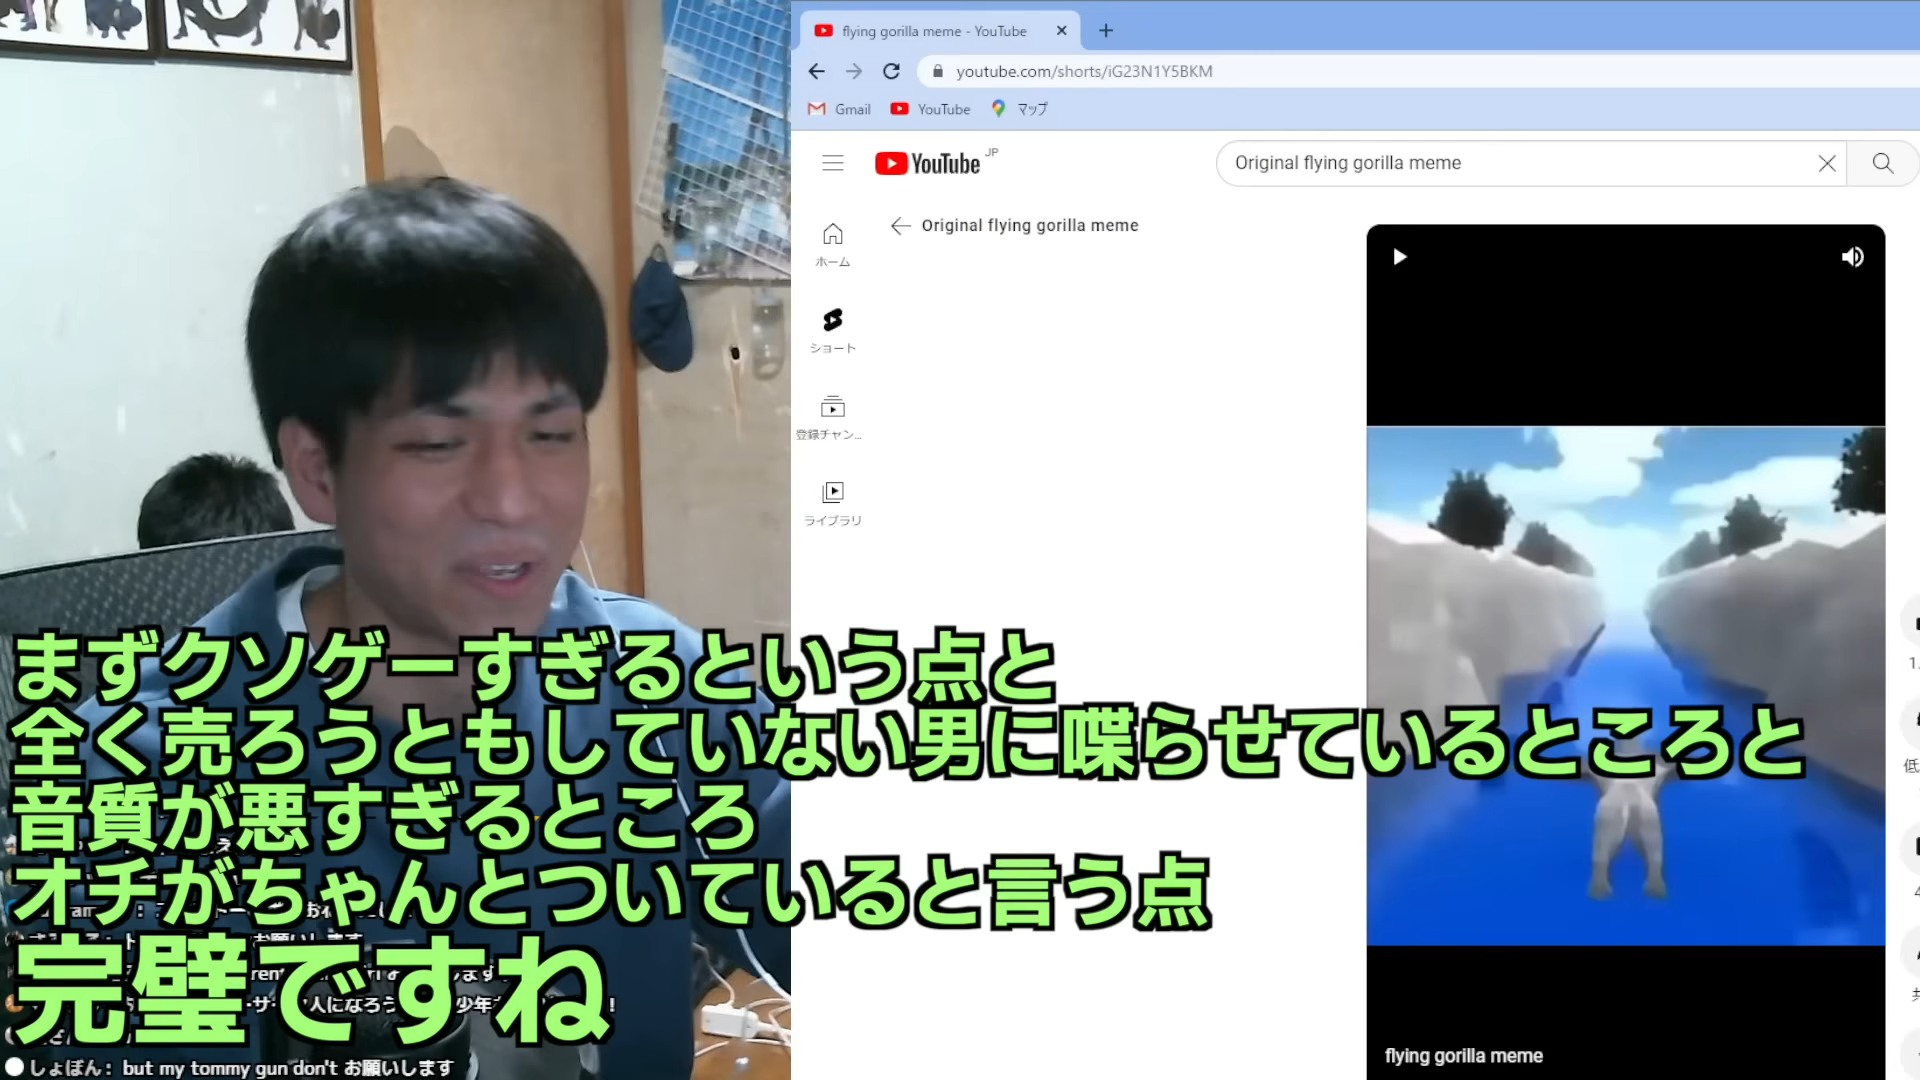 flying gorilla meme - YouTube
youtube.com/shorts/iG23N1Y5BKM
Gmail
YouTube
マップ
YouTube JP
Original flying gorilla meme
Original flying gorilla meme
ホーム
ショート
登録チャン...
ライブラリ
まずクソゲーすぎるという点と
全く売ろうともしていない男に喋らせているところと
音質が悪すぎるところ
オチがちゃんとついていると言う点
完璧ですね
しょぼん: but my tommy gun don't お願いします
flying gorilla meme